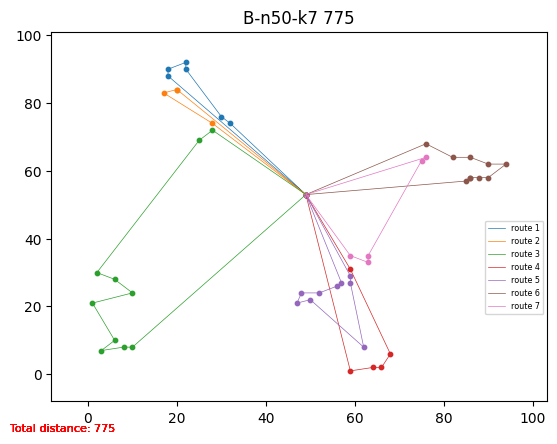 B-n50-k7 775
100
80
60
40
20
0
route 1
route 2
route 3
route 4
route 5
route 6
route 7
0 20 40 60 80 100
Total distance: 775